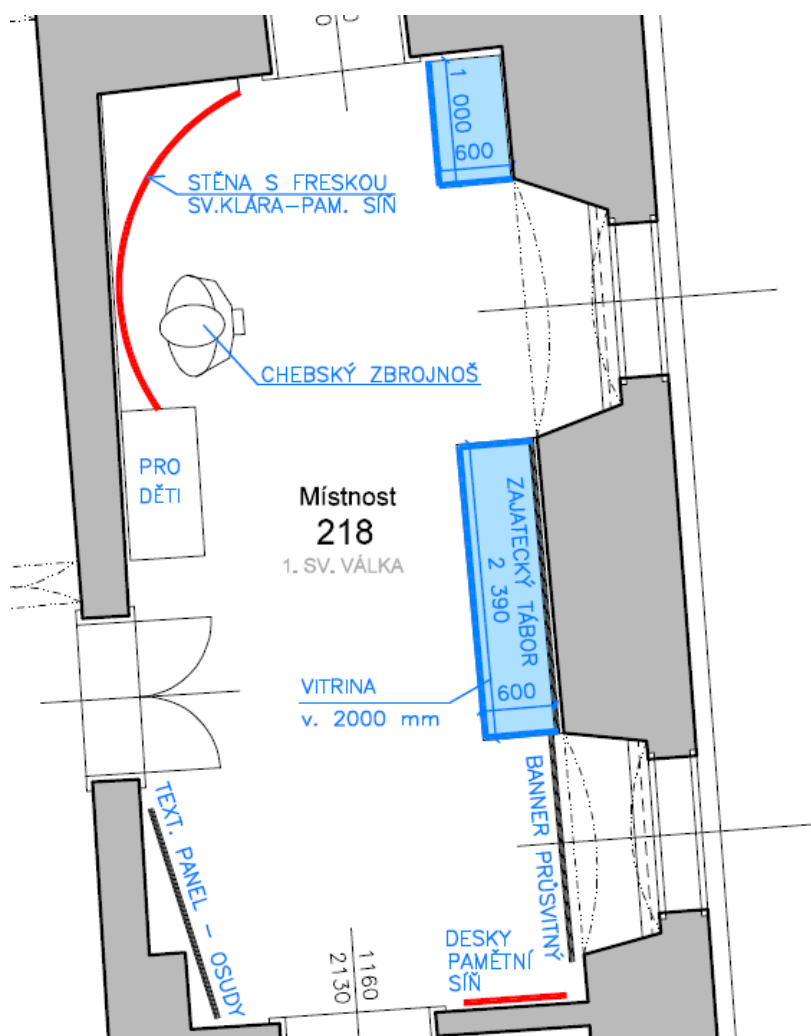 1 000
600
STĚNA S FRESKOU
SV.KLÁRA–PAM. SÍŇ
CHEBSKÝ ZBROJNOŠ
PRO
DĚTI
Místnost
218
1. SV. VÁLKA
ZAJATECKÝ TÁBOR
2 390
600
VITRINA
v. 2000 mm
BANNER PRŮSVITNÝ
TEXT. PANEL – OSUDY
DESKY
PAMĚTNÍ
SÍŇ
1160
2130